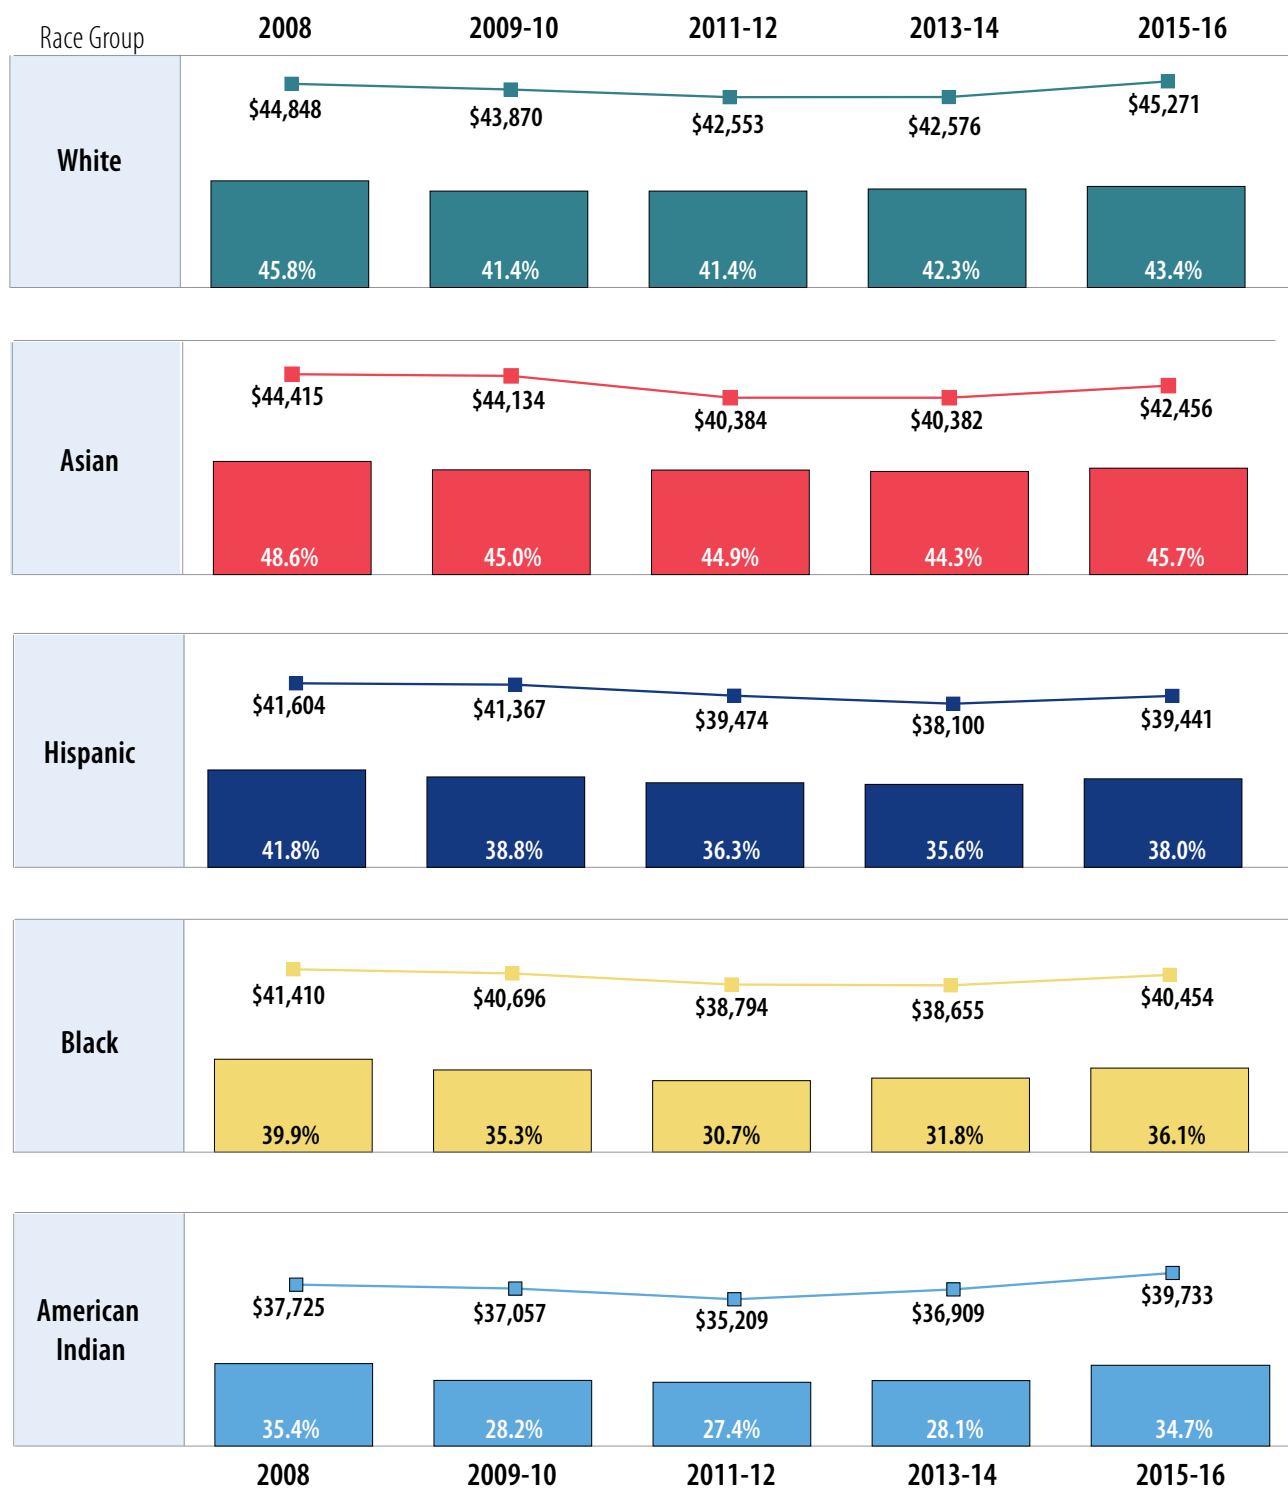 Race Group 2008 2009-10 2011-12 2013-14 2015-16
$44,848 $43,870 $42,553 $42,576 $45,271
White
45.8% 41.4% 41.4% 42.3% 43.4%
$44,415 $44,134 $40,384 $40,382 $42,456
Asian
48.6% 45.0% 44.9% 44.3% 45.7%
$41,604 $41,367 $39,474 $38,100 $39,441
Hispanic
41.8% 38.8% 36.3% 35.6% 38.0%
$41,410 $40,696 $38,794 $38,655 $40,454
Black
39.9% 35.3% 30.7% 31.8% 36.1%
$37,725 $37,057 $35,209 $36,909 $39,733
American
Indian
35.4% 28.2% 27.4% 28.1% 34.7%
2008 2009-10 2011-12 2013-14 2015-16